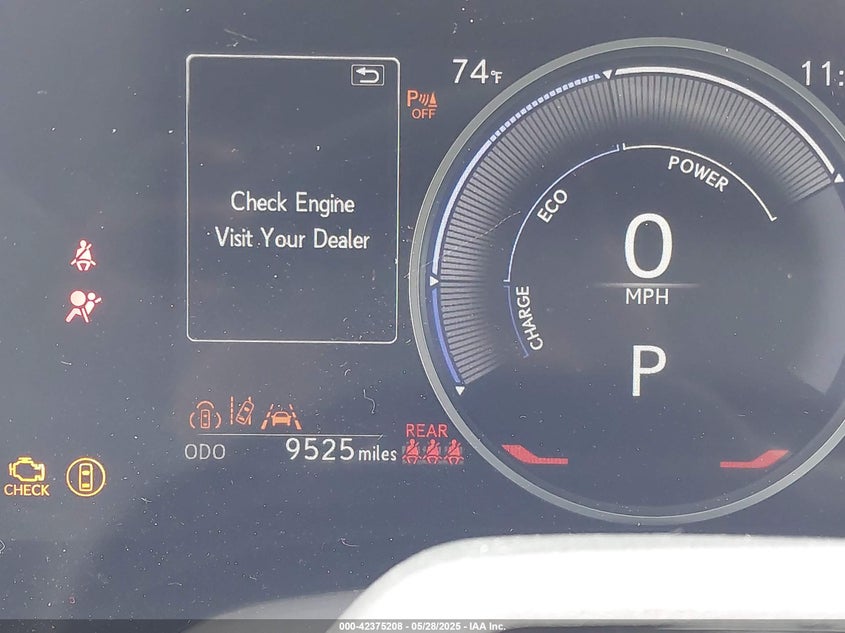 74°F
11:
P
OFF
Check Engine
Visit Your Dealer
POWER
ECO
CHARGE
0
MPH
P
REAR
ODO 9525 miles
CHECK
000-42375208 - 05/28/2025 - IAA Inc.